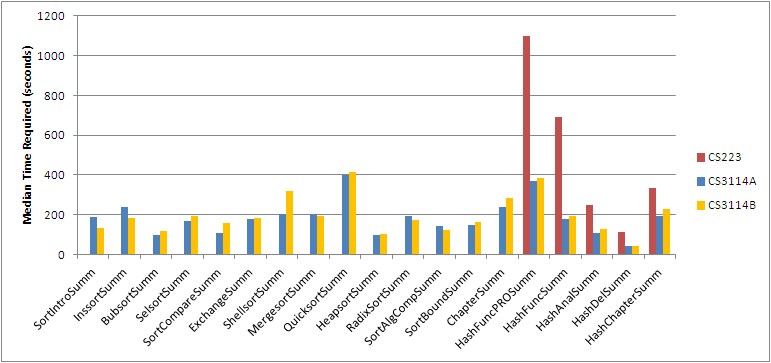 1200
1000
800
600
400
200
0
Median Time Required (seconds)
SortIntroSumm
InssortSumm
BubsortSumm
SelsortSumm
SortCompareSumm
ExchangeSumm
ShellsortSumm
MergesortSumm
QuicksortSumm
HeapsortSumm
RadixSortSumm
SortAlgCompSumm
SortBoundSumm
ChapterSumm
HashFuncPROSumm
HashFuncSumm
HashAnalSumm
HashDelSumm
HashChapterSumm
CS223
CS3114A
CS3114B